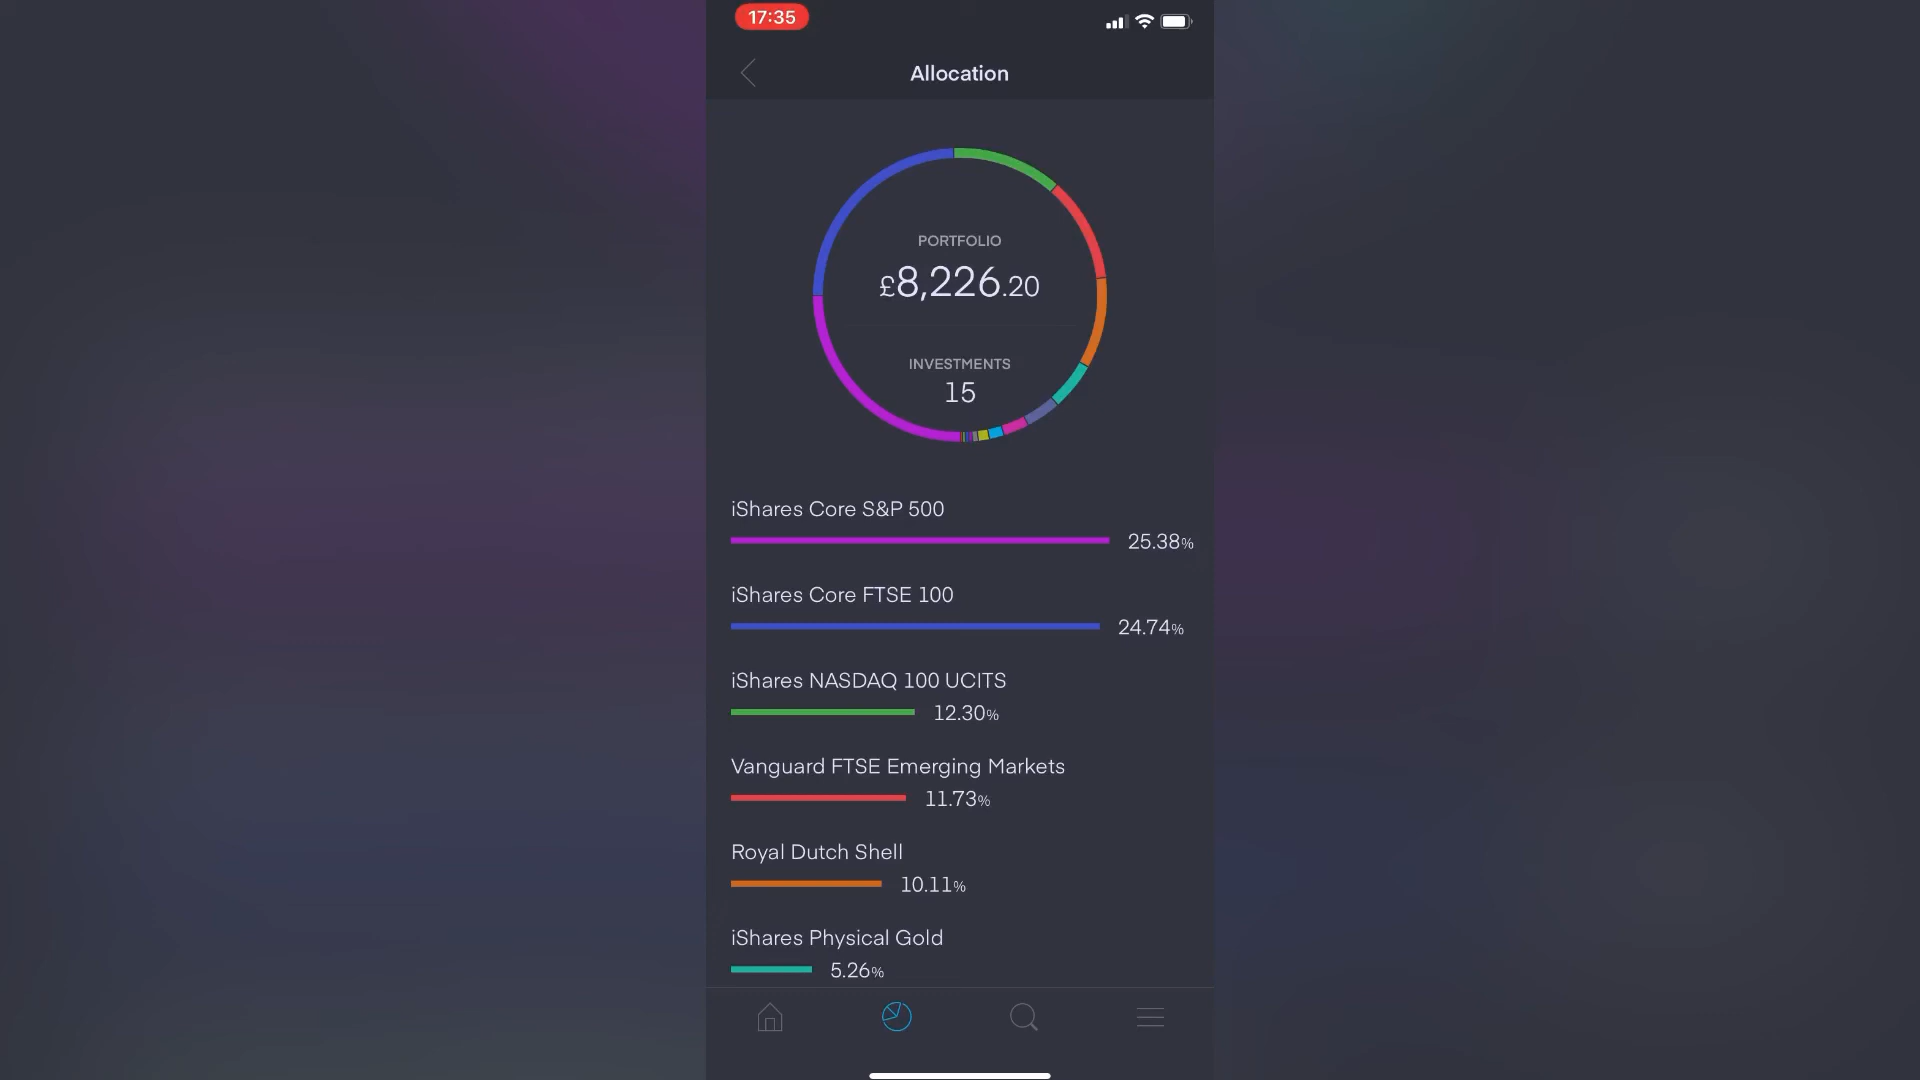 17:35
Allocation
PORTFOLIO
£8,226.20
INVESTMENTS
15
iShares Core S&P 500
25.38%
iShares Core FTSE 100
24.74%
iShares NASDAQ 100 UCITS
12.30%
Vanguard FTSE Emerging Markets
11.73%
Royal Dutch Shell
10.11%
iShares Physical Gold
5.26%